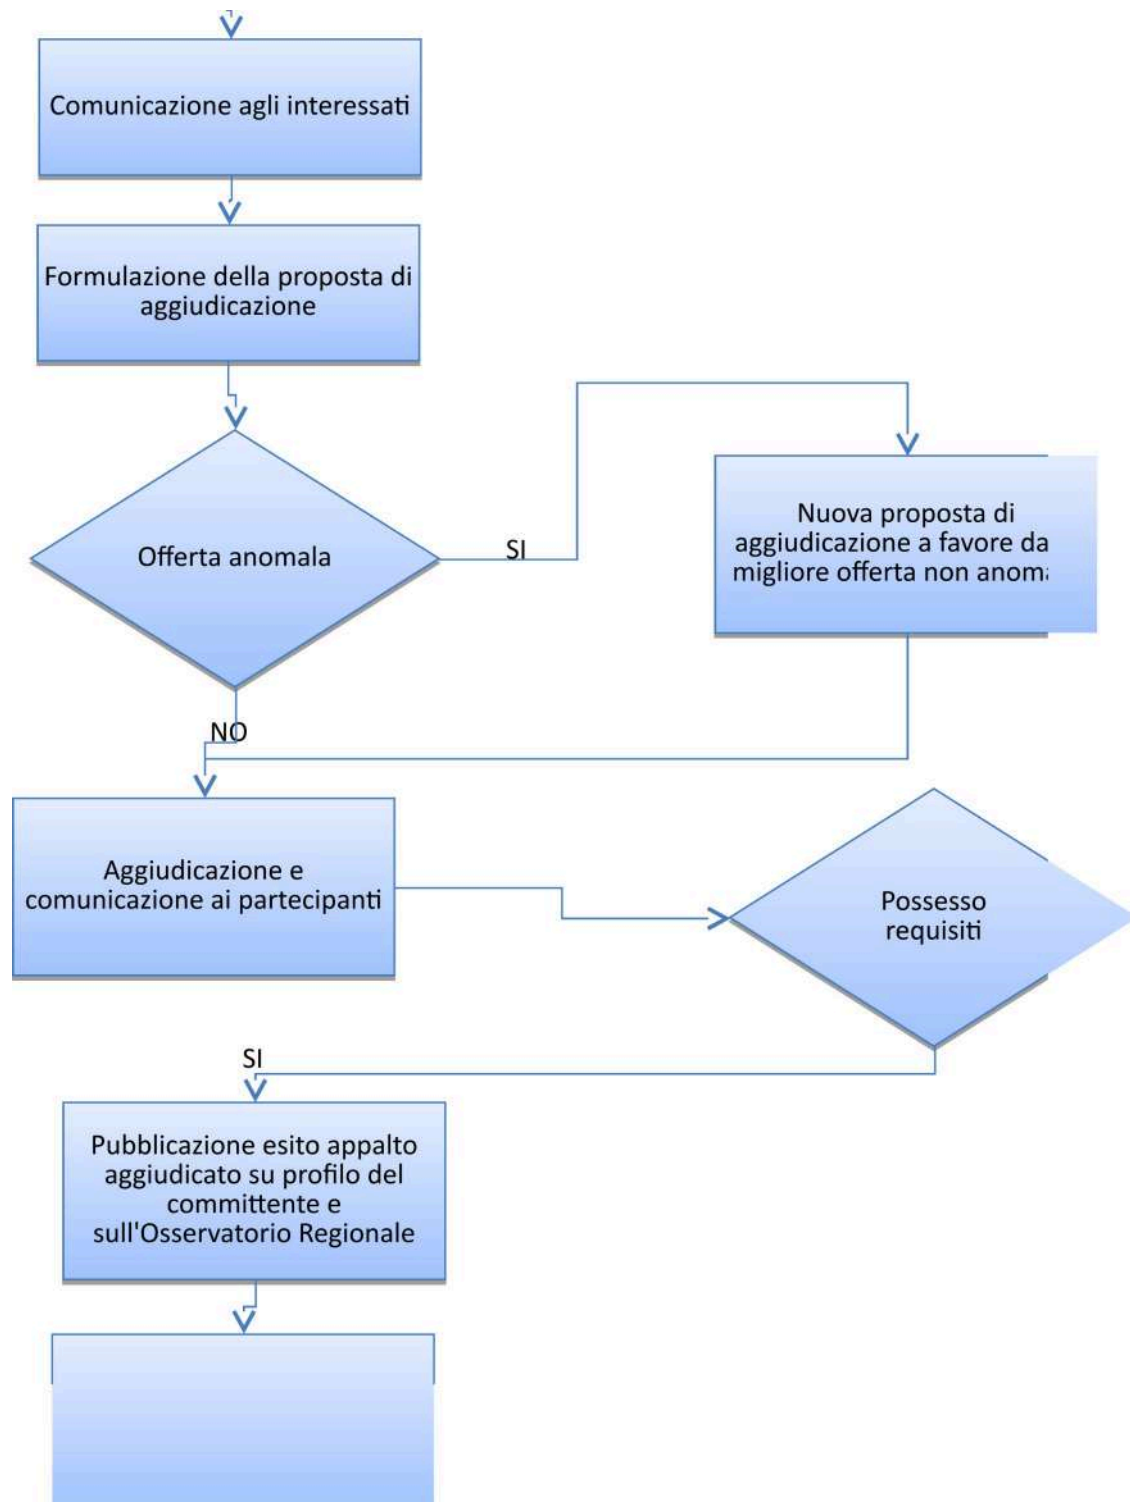 Comunicazione agli interessati
Formulazione della proposta di
aggiudicazione
Offerta anomala
SI
Nuova proposta di
aggiudicazione a favore da
migliore offerta non
NO
Aggiudicazione e
comunicazione ai partecipanti
Possesso
requisiti
SI
Pubblicazione esito appalto
aggiudicato su profilo del
committente e
sull'Osservatorio Regionale